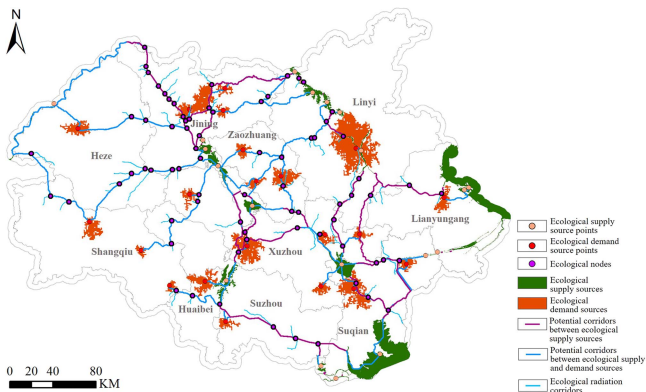 N
Linyi
Jining
Zaozhuang
Heze
Lianyungang
Shangqiu
Xuzhou
Huaibei
Suzhou
Suqian
0 20 40 80
KM
Ecological supply
source points
Ecological demand
source points
Ecological nodes
Ecological
supply sources
Ecological
demand sources
Potential corridors
between ecological
supply sources
Potential corridors
between ecological supply
and demand sources
Ecological radiation
corridors